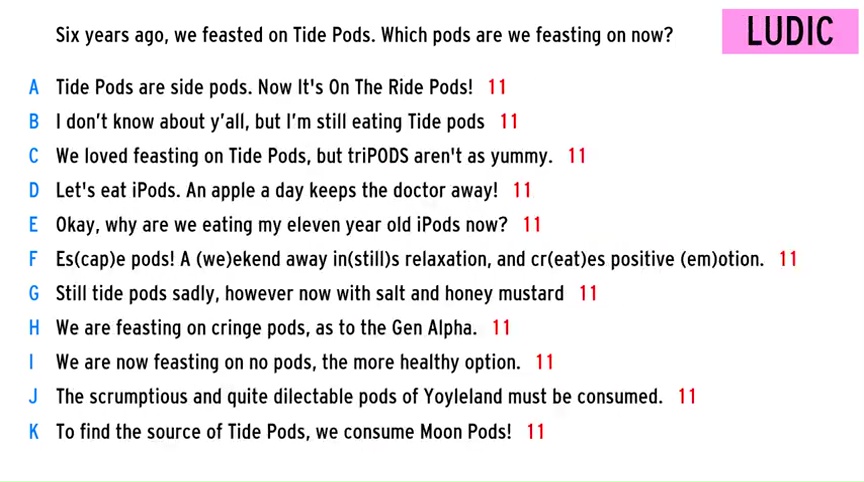 Six years ago, we feasted on Tide Pods. Which pods are we feasting on now?
LUDIC
A Tide Pods are side pods. Now It's On The Ride Pods! 11
B I don't know about y'all, but I'm still eating Tide pods 11
C We loved feasting on Tide Pods, but triPODS aren't as yummy. 11
D Let's eat iPods. An apple a day keeps the doctor away! 11
E Okay, why are we eating my eleven year old iPods now? 11
F Es(cap)e pods! A (we)ekend away in(still)s relaxation, and cr(eat)es positive (em)otion. 11
G Still tide pods sadly, however now with salt and honey mustard 11
H We are feasting on cringe pods, as to the Gen Alpha. 11
I We are now feasting on no pods, the more healthy option. 11
J The scrumptious and quite dilectable pods of Yoyleland must be consumed. 11
K To find the source of Tide Pods, we consume Moon Pods! 11